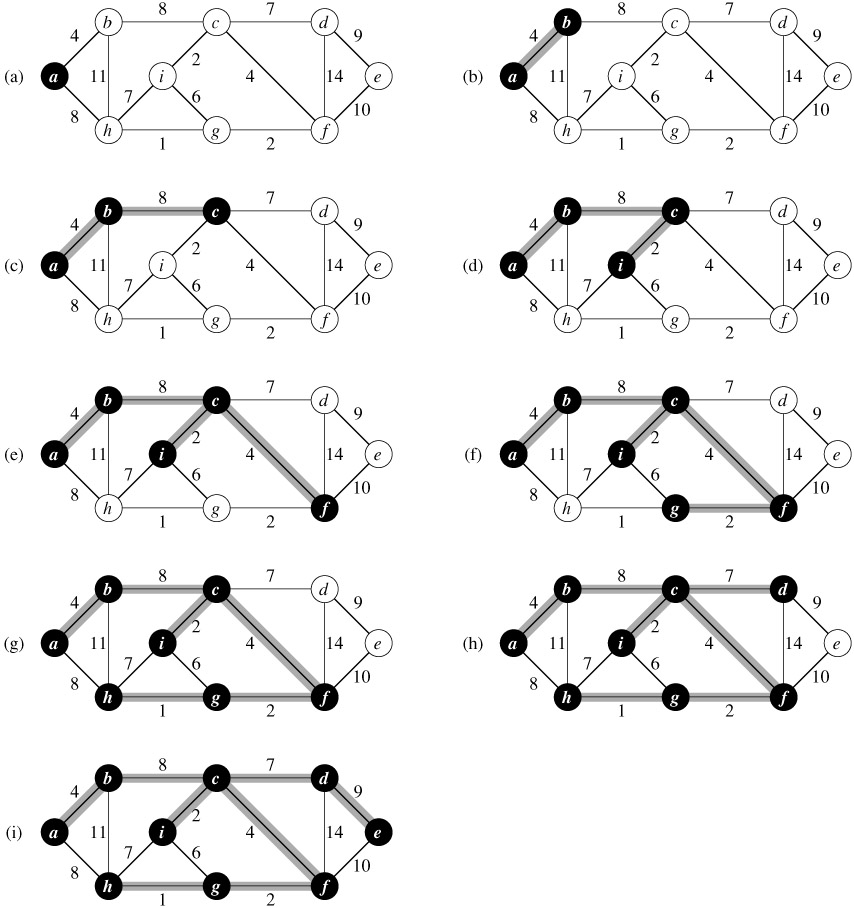 8 7
4 b c d 9
2
(a) a 11 i 4 14 e
7 6
8 h g f 10
1 2
8 7
4 b c d 9
2
(b) a 11 i 4 14 e
7 6
8 h g f 10
1 2
8 7
4 b c d 9
2
(c) a 11 i 4 14 e
7 6
8 h g f 10
1 2
8 7
4 b c d 9
2
(d) a 11 i 4 14 e
7 6
8 h g f 10
1 2
8 7
4 b c d 9
2
(e) a 11 i 4 14 e
7 6
8 h g f 10
1 2
8 7
4 b c d 9
2
(f) a 11 i 4 14 e
7 6
8 h g f 10
1 2
8 7
4 b c d 9
2
(g) a 11 i 4 14 e
7 6
8 h g f 10
1 2
8 7
4 b c d 9
2
(h) a 11 i 4 14 e
7 6
8 h g f 10
1 2
8 7
4 b c d 9
2
(i) a 11 i 4 14 e
7 6
8 h g f 10
1 2